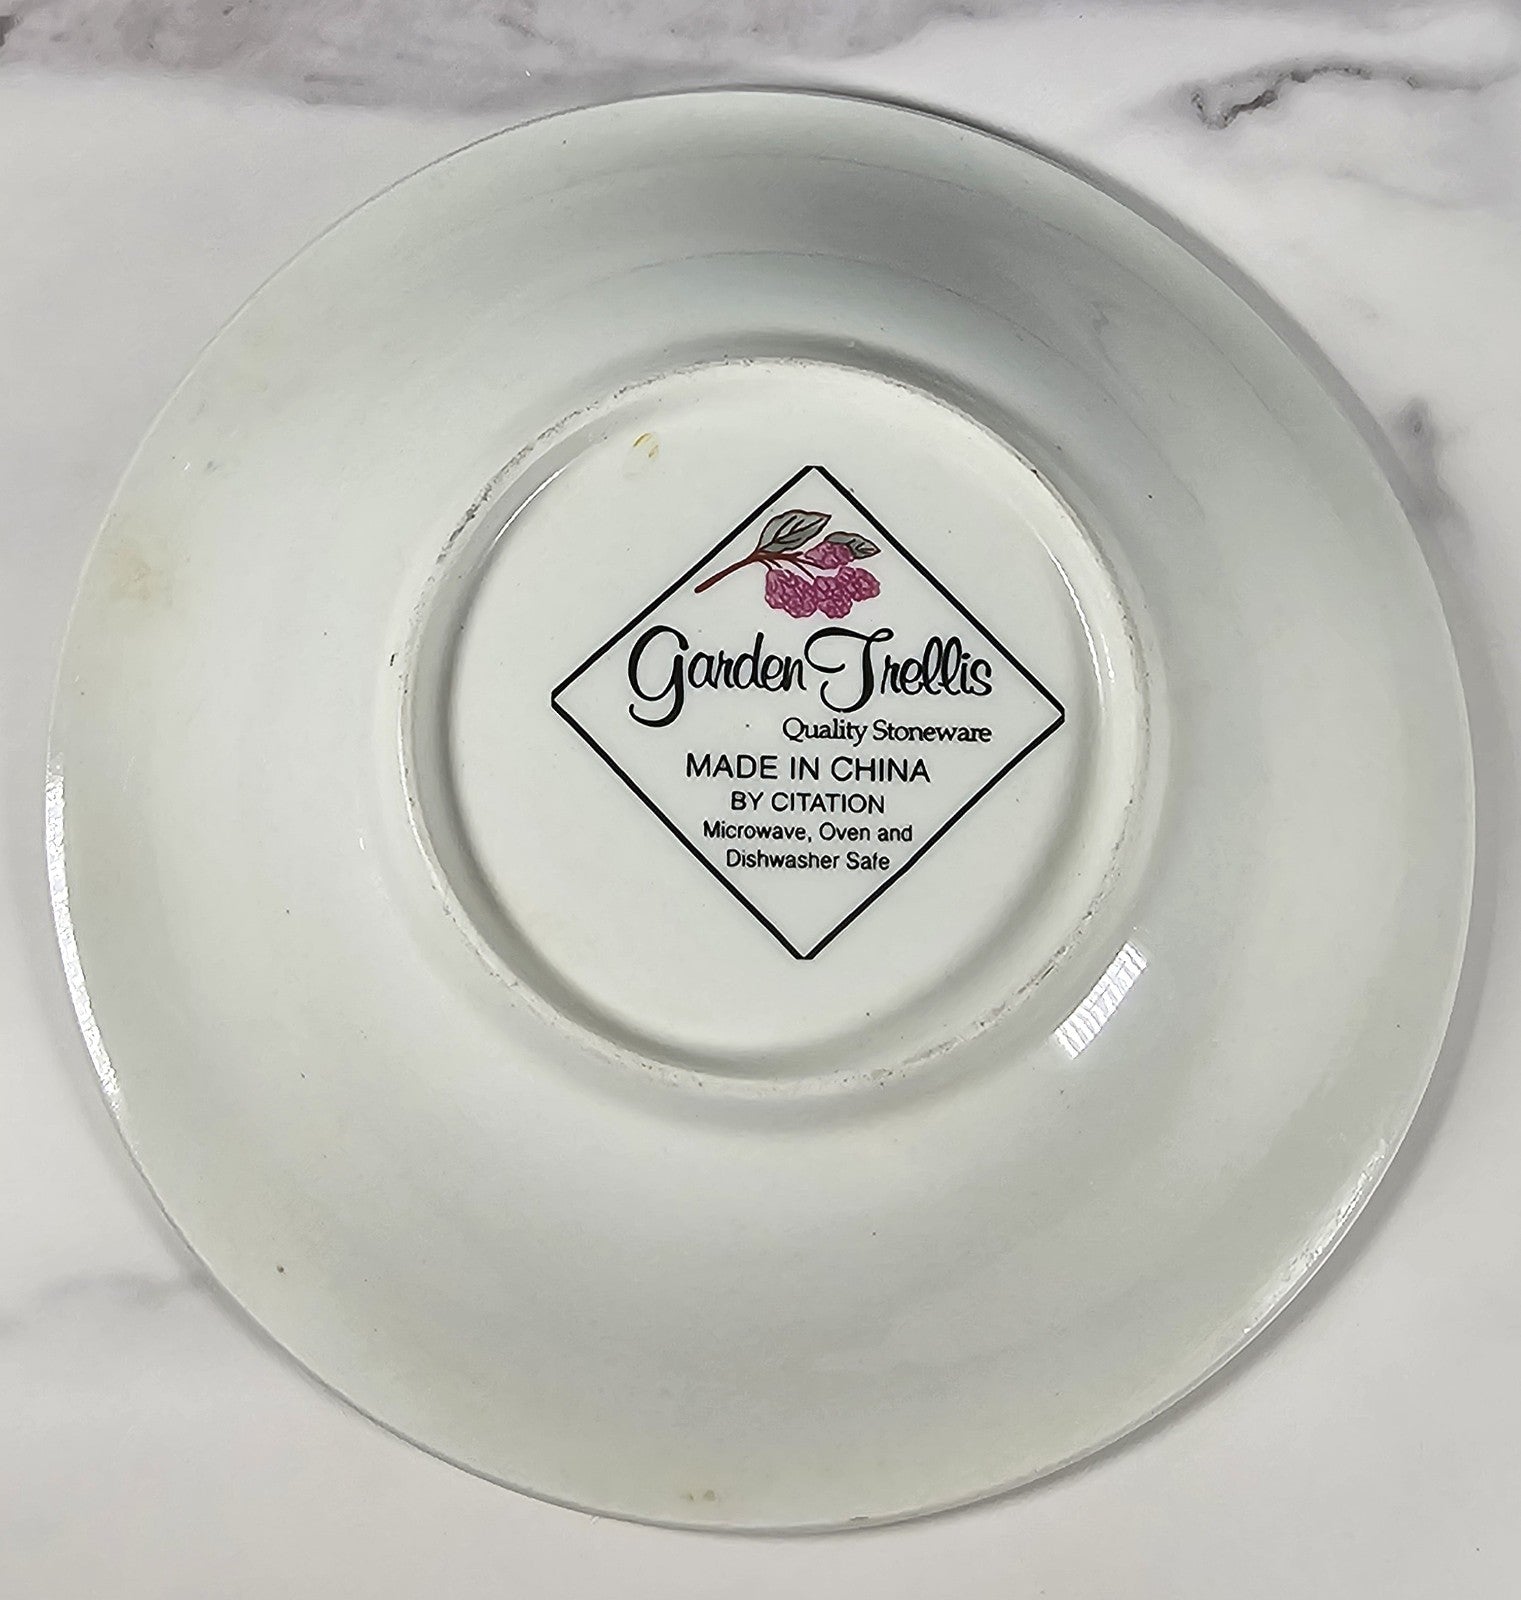 Garden Trellis
Quality Stoneware
MADE IN CHINA
BY CITATION
Microwave, Oven and
Dishwasher Safe